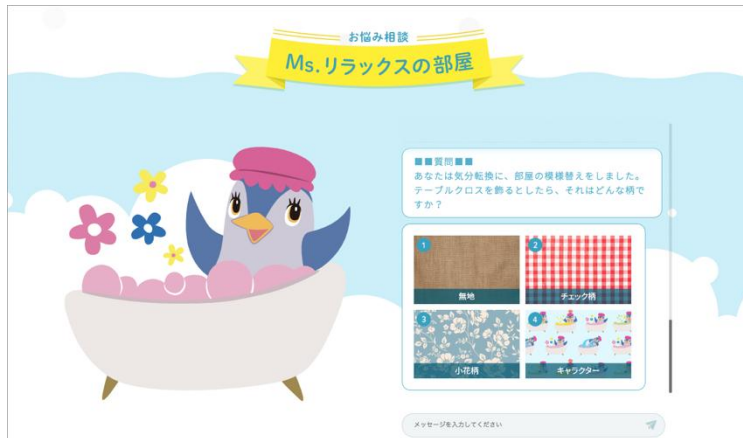 お悩み相談
Ms.リラックスの部屋
■■質問■■
あなたは気分転換に、部屋の模様替えをしました。
テーブルクロスを飾るとしたら、それはどんな柄で
すか？
1
無地
2
チェック柄
3
小花柄
4
キャラクター
メッセージを入力してください